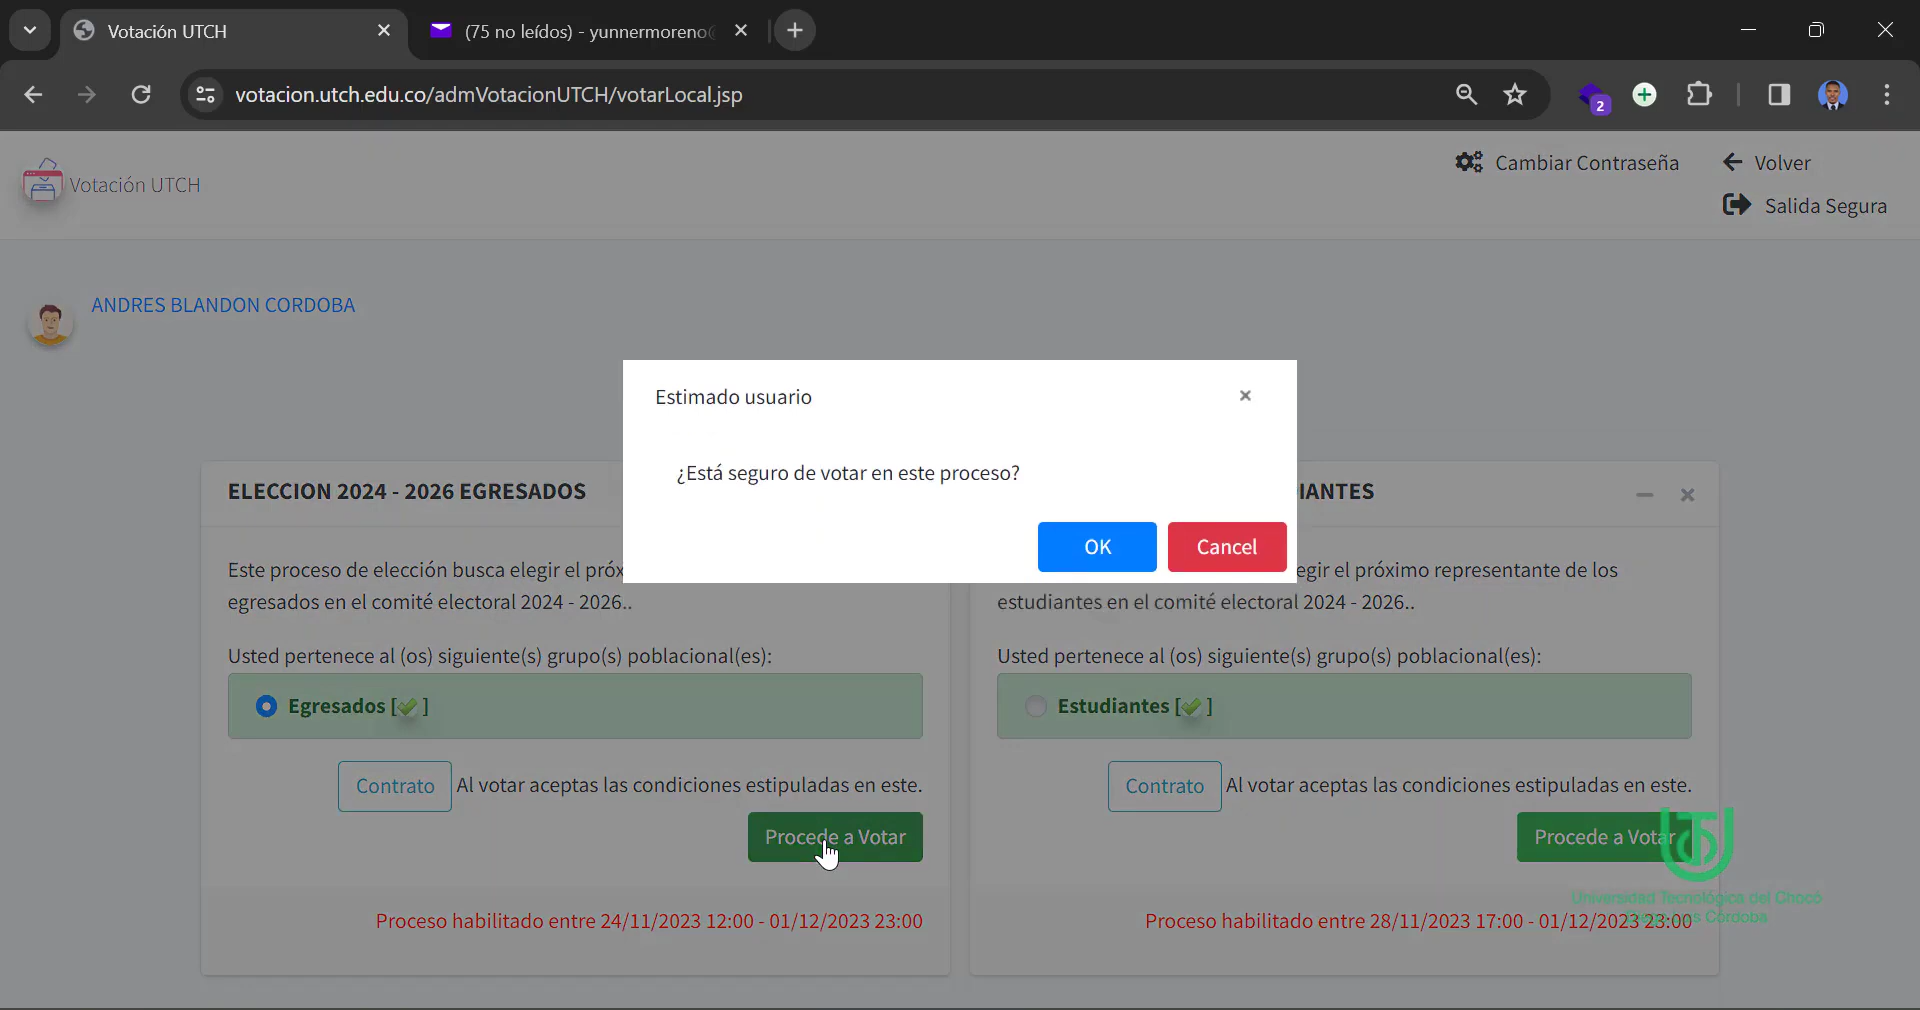 Votación UTCH
(75 no leídos) - yunnermoreno
votacion.utch.edu.co/admVotacionUTCH/votarLocal.jsp
2
Votación UTCH
Cambiar Contraseña
Volver
Salida Segura
ANDRES BLANDON CORDOBA
Estimado usuario
×
¿Está seguro de votar en este proceso?
OK
Cancel
ELECCION 2024 - 2026 EGRESADOS
Este proceso de elección busca elegir el próx
egresados en el comité electoral 2024 - 2026..
Usted pertenece al (os) siguiente(s) grupo(s) poblacional(es):
Egresados [✓]
Contrato Al votar aceptas las condiciones estipuladas en este.
Procede a Votar
Proceso habilitado entre 24/11/2023 12:00 - 01/12/2023 23:00
IANTES
egir el próximo representante de los
estudiantes en el comité electoral 2024 - 2026..
Usted pertenece al (os) siguiente(s) grupo(s) poblacional(es):
Estudiantes [✓]
Contrato Al votar aceptas las condiciones estipuladas en este.
Procede a Votar
Universidad Tecnológica del Chocó
Diego Luis Córdoba
Proceso habilitado entre 28/11/2023 17:00 - 01/12/2023 23:00